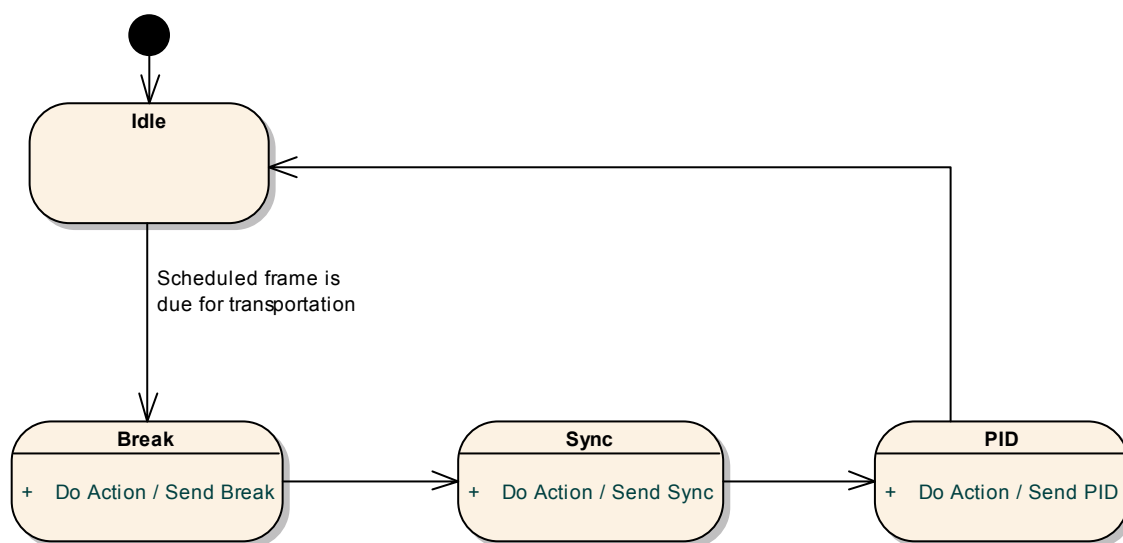 Idle
Scheduled frame is
due for transportation
Break
+ Do Action / Send Break
Sync
+ Do Action / Send Sync
PID
+ Do Action / Send PID